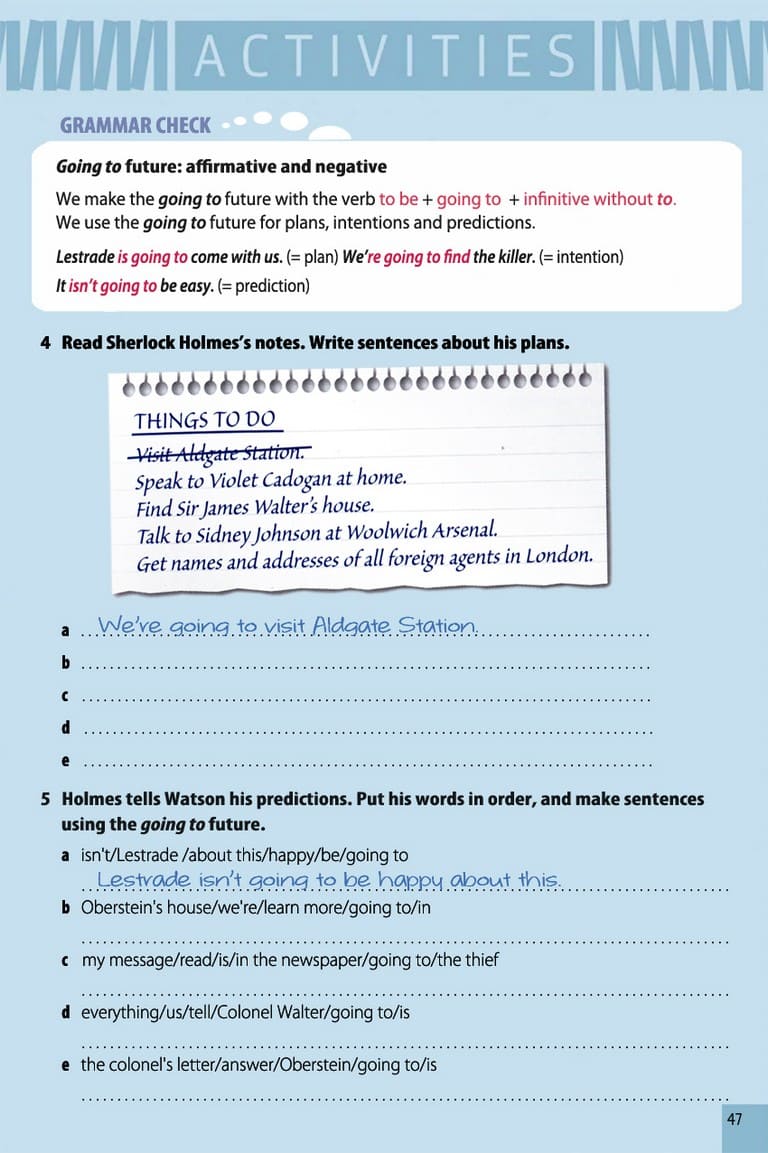 ACTIVITIES
GRAMMAR CHECK
Going to future: affirmative and negative
We make the going to future with the verb to be + going to + infinitive without to.
We use the going to future for plans, intentions and predictions.
Lestrade is going to come with us. (= plan) We're going to find the killer. (= intention)
It isn't going to be easy. (= prediction)
4 Read Sherlock Holmes's notes. Write sentences about his plans.
THINGS TO DO
Visit Aldgate Station.
Speak to Violet Cadogan at home.
Find Sir James Walter's house.
Talk to Sidney Johnson at Woolwich Arsenal.
Get names and addresses of all foreign agents in London.
a We're going to visit Aldgate Station.
b
c
d
e
5 Holmes tells Watson his predictions. Put his words in order, and make sentences
using the going to future.
a isn't/Lestrade /about this/happy/be/going to
Lestrade isn't going to be happy about this.
b Oberstein's house/we're/learn more/going to/in
c my message/read/is/in the newspaper/going to/the thief
d everything/us/tell/Colonel Walter/going to/is
e the colonel's letter/answer/Oberstein/going to/is
47